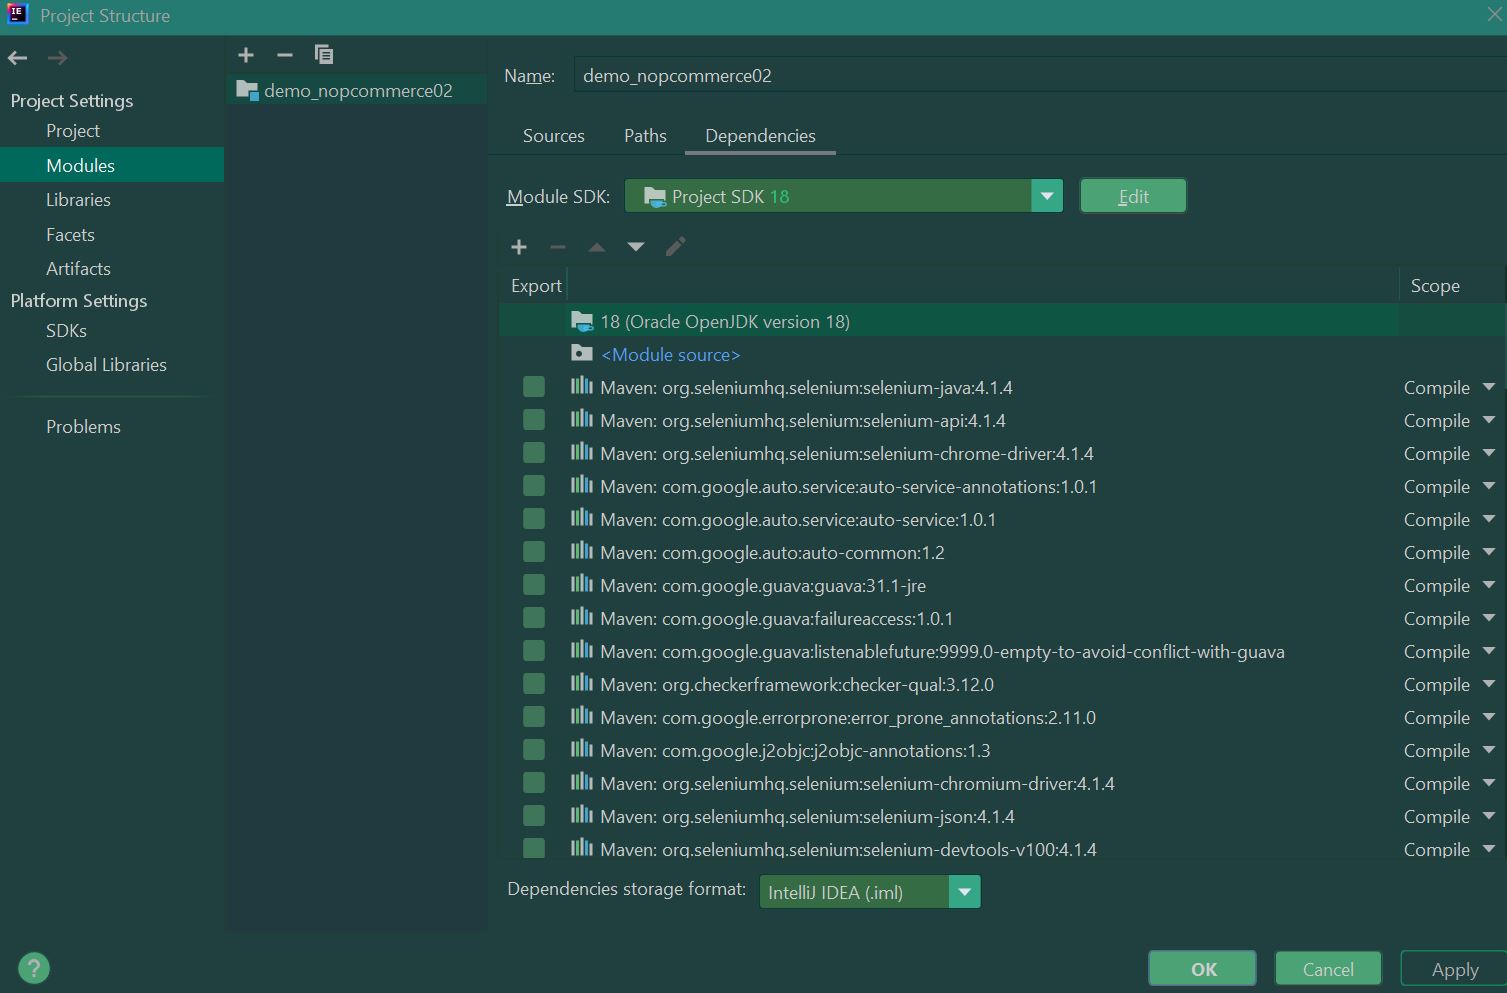 Project Structure
Project Settings
Project
Modules
Libraries
Facets
Artifacts
Platform Settings
SDKs
Global Libraries
Problems
demo_nopcommerce02
Name: demo_nopcommerce02
Sources Paths Dependencies
Module SDK: Project SDK 18 Edit
Export Scope
18 (Oracle OpenJDK version 18)
<Module source>
Maven: org.seleniumhq.selenium:selenium-java:4.1.4 Compile
Maven: org.seleniumhq.selenium:selenium-api:4.1.4 Compile
Maven: org.seleniumhq.selenium:selenium-chrome-driver:4.1.4 Compile
Maven: com.google.auto.service:auto-service-annotations:1.0.1 Compile
Maven: com.google.auto.service:auto-service:1.0.1 Compile
Maven: com.google.auto:auto-common:1.2 Compile
Maven: com.google.guava:guava:31.1-jre Compile
Maven: com.google.guava:failureaccess:1.0.1 Compile
Maven: com.google.guava:listenablefuture:9999.0-empty-to-avoid-conflict-with-guava Compile
Maven: org.checkerframework:checker-qual:3.12.0 Compile
Maven: com.google.errorprone:error_prone_annotations:2.11.0 Compile
Maven: com.google.j2objc:j2objc-annotations:1.3 Compile
Maven: org.seleniumhq.selenium:selenium-chromium-driver:4.1.4 Compile
Maven: org.seleniumhq.selenium:selenium-json:4.1.4 Compile
Maven: org.seleniumhq.selenium:selenium-devtools-v100:4.1.4 Compile
Dependencies storage format: IntelliJ IDEA (.iml)
? OK Cancel Apply